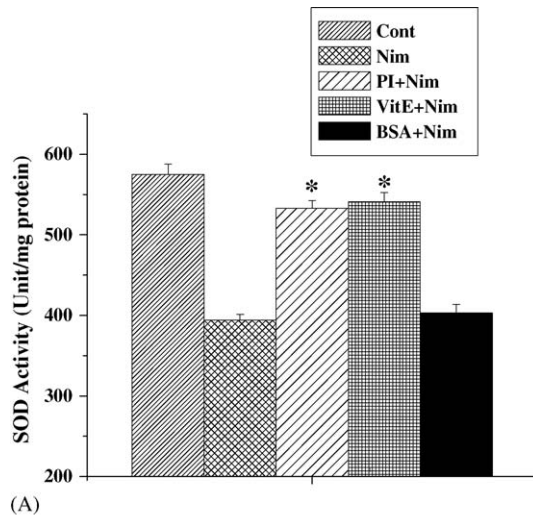 Cont
Nim
PI+Nim
VitE+Nim
BSA+Nim
SOD Activity (Unit/mg protein)
600
500
400
300
200
*
*
(A)